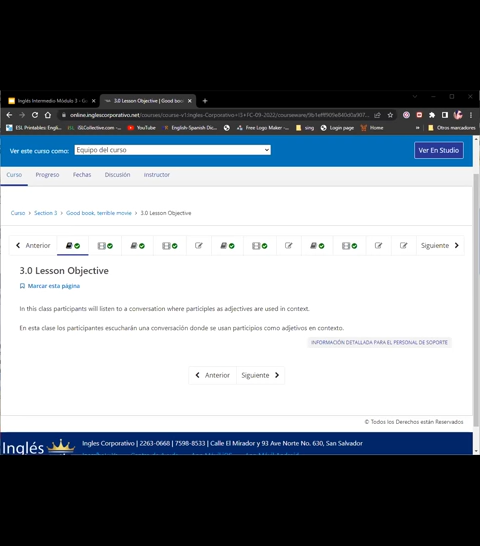 Inglés Intermedio Módulo 3 - G
3.0 Lesson Objective | Good boo
online.inglescorporativo.net/courses/course-v1:Ingles-Corporativo+I3+FC-09-2022/courseware/
ESL Printables: Engli...
iSLCollective.com -...
YouTube
English-Spanish Dic...
Free Logo Maker -...
sing
Login page
Home
»
Otros marcadores
Ver este curso como:
Equipo del curso
Ver En Studio
Curso
Progreso
Fechas
Discusión
Instructor
Curso > Section 3 > Good book, terrible movie > 3.0 Lesson Objective
Anterior
Siguiente
3.0 Lesson Objective
Marcar esta página
In this class participants will listen to a conversation where participles as adjectives are used in context.
En esta clase los participantes escucharán una conversación donde se usan participios como adjetivos en contexto.
INFORMACIÓN DETALLADA PARA EL PERSONAL DE SOPORTE
Anterior
Siguiente
© Todos los Derechos están Reservados
Inglés
Ingles Corporativo | 2263-0668 | 7598-8533 | Calle El Mirador y 93 Ave Norte No. 630, San Salvador